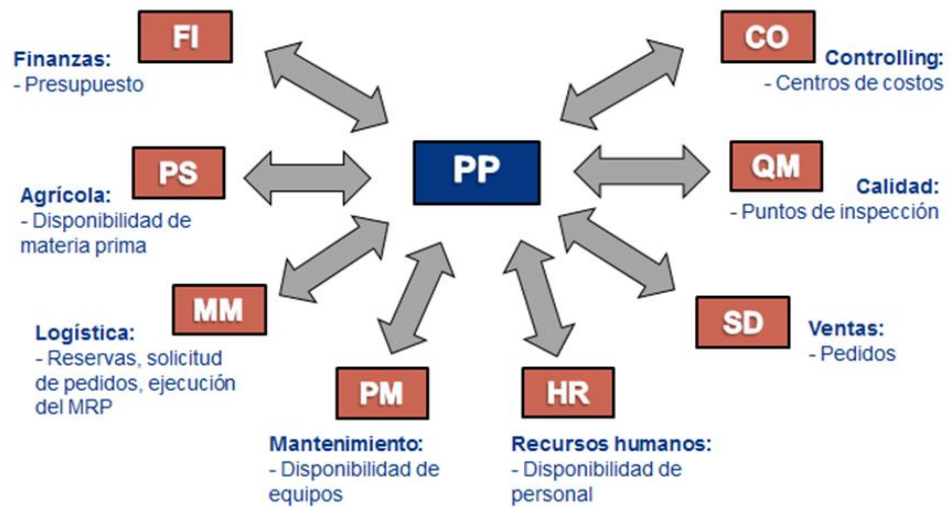 FI
Finanzas:
- Presupuesto
CO
Controlling:
- Centros de costos
PP
PS
Agrícola:
- Disponibilidad de
materia prima
QM
Calidad:
- Puntos de inspección
MM
Logística:
- Reservas, solicitud
de pedidos, ejecución
del MRP
SD
Ventas:
- Pedidos
PM
Mantenimiento:
- Disponibilidad de
equipos
HR
Recursos humanos:
- Disponibilidad de
personal